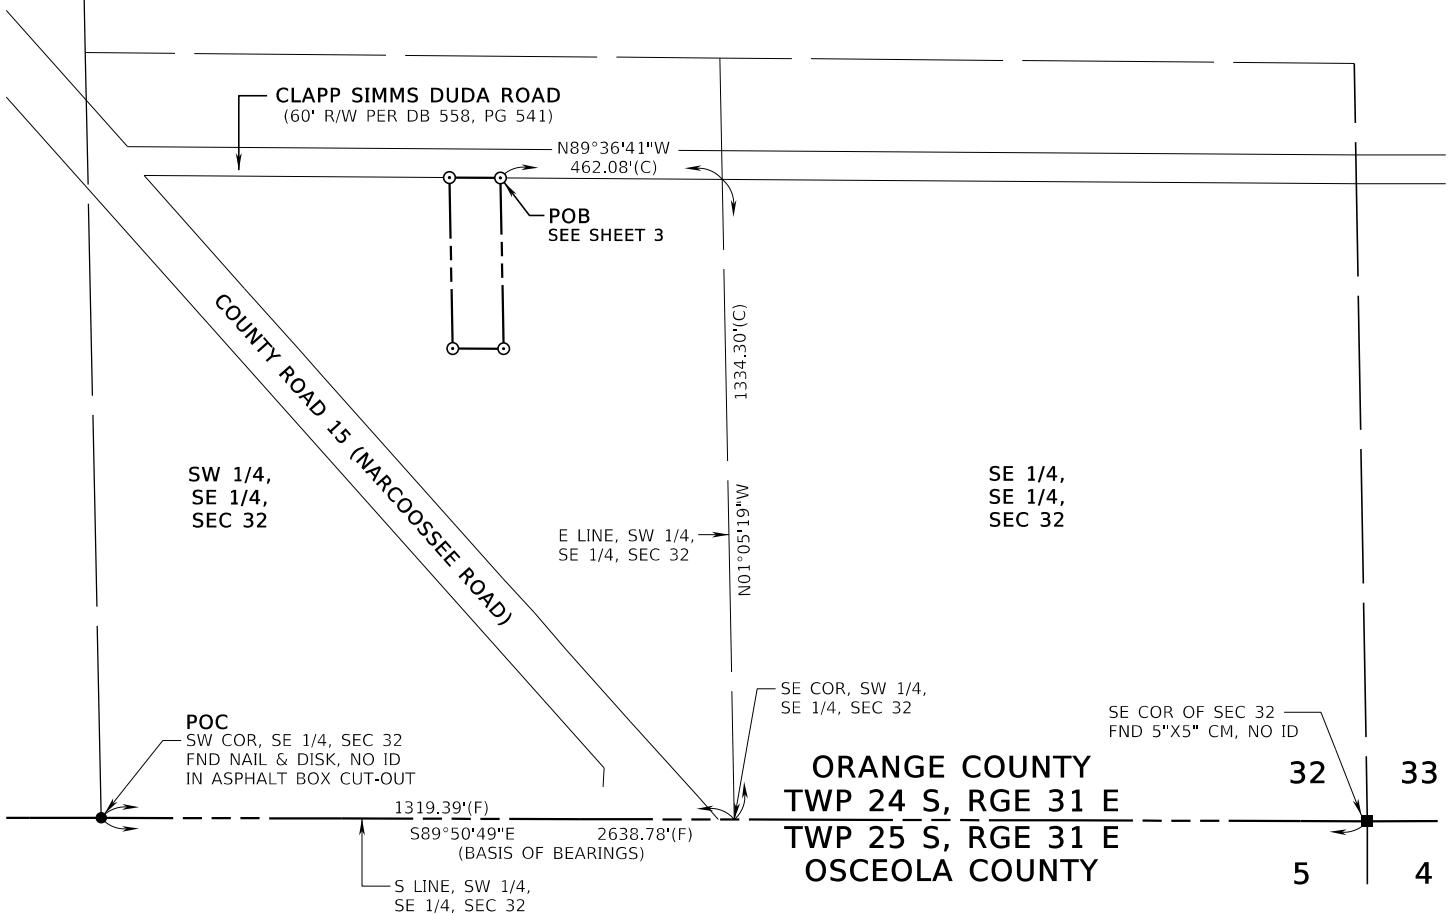 CLAPP SIMMS DUDA ROAD
(60' R/W PER DB 558, PG 541)
N89°36'41"W
462.08'(C)
POB
SEE SHEET 3
COUNTY ROAD 15 (NARCOOSSEE ROAD)
1334.30'(C)
N01°05'19"W
SW 1/4,
SE 1/4,
SEC 32
SE 1/4,
SE 1/4,
SEC 32
E LINE, SW 1/4,
SE 1/4, SEC 32
SE COR, SW 1/4,
SE 1/4, SEC 32
SE COR OF SEC 32
FND 5"X5" CM, NO ID
POC
SW COR, SE 1/4, SEC 32
FND NAIL & DISK, NO ID
IN ASPHALT BOX CUT-OUT
ORANGE COUNTY
TWP 24 S, RGE 31 E
TWP 25 S, RGE 31 E
OSCEOLA COUNTY
32
33
5
4
1319.39'(F)
S89°50'49"E
2638.78'(F)
(BASIS OF BEARINGS)
S LINE, SW 1/4,
SE 1/4, SEC 32